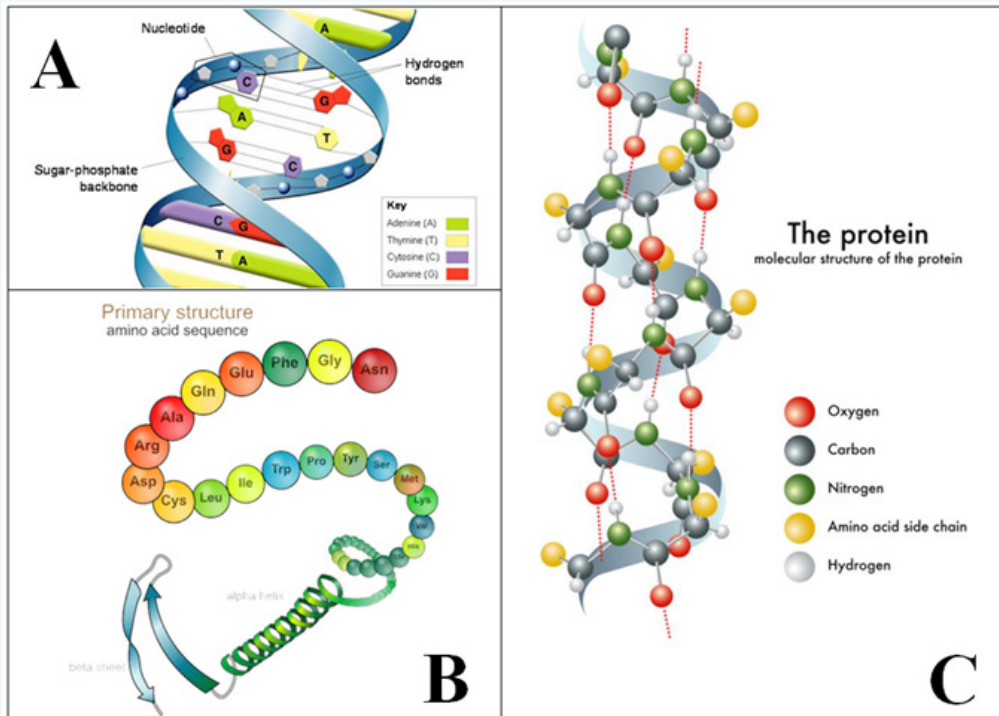 A
Nucleotide
Hydrogen
bonds
A
C
G
A
T
G
C
Sugar-phosphate
backbone
C G
T A
Key
Adenine (A)
Thymine (T)
Cytosine (C)
Guanine (G)
Primary structure
amino acid sequence
Asn
Gly
Phe
Glu
Gln
Ala
Arg
Asp
Cys
Leu
Ile
Trp
Pro
Tyr
Ser
Met
Lys
Val
His
alpha helix
beta sheet
B
The protein
molecular structure of the protein
Oxygen
Carbon
Nitrogen
Amino acid side chain
Hydrogen
C